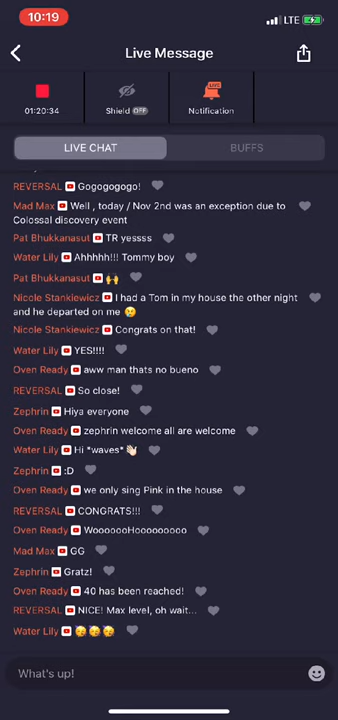 10:19
LTE
Live Message
LIVE
01:20:34
Shield OFF
Notification
LIVE CHAT
BUFFS
REVERSAL Gogogogogo!
Mad Max Well , today / Nov 2nd was an exception due to
Colossal discovery event
Pat Bhukkanasut TR yessss
Water Lily Ahhhhh!!! Tommy boy
Pat Bhukkanasut 🙌
Nicole Stankiewicz I had a Tom in my house the other night
and he departed on me 😢
Nicole Stankiewicz Congrats on that!
Water Lily YES!!!!
Oven Ready aww man thats no bueno
REVERSAL So close!
Zephrin Hiya everyone
Oven Ready zephrin welcome all are welcome
Water Lily Hi *waves*👋🏻
Zephrin :D
Oven Ready we only sing Pink in the house
REVERSAL CONGRATS!!!
Oven Ready WoooooHooooooooo
Mad Max GG
Zephrin Gratz!
Oven Ready 40 has been reached!
REVERSAL NICE! Max level, oh wait...
Water Lily 🥳🥳🥳
What's up!